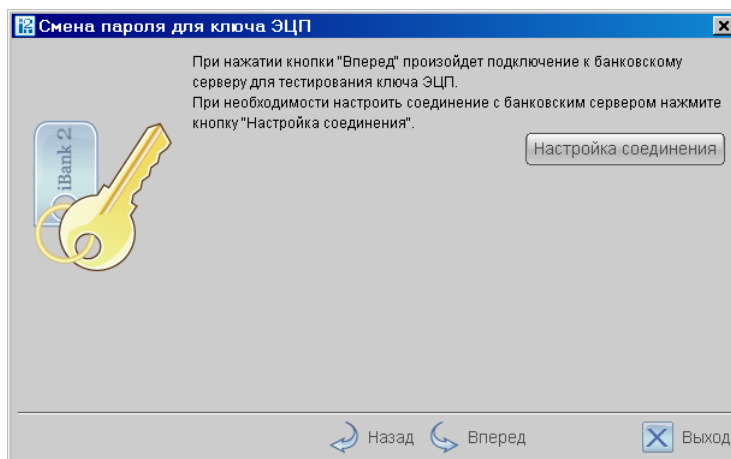 Смена пароля для ключа ЭЦП
При нажатии кнопки "Вперед" произойдет подключение к банковскому
серверу для тестирования ключа ЭЦП.
При необходимости настроить соединение с банковским сервером нажмите
кнопку "Настройка соединения".
iBank 2
Настройка соединения
Назад
Вперед
Выход